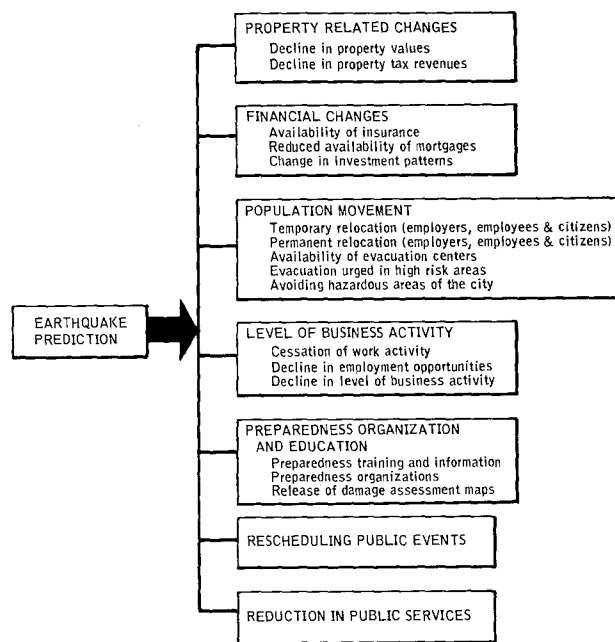 EARTHQUAKE
PREDICTION
PROPERTY RELATED CHANGES
Decline in property values
Decline in property tax revenues
FINANCIAL CHANGES
Availability of insurance
Reduced availability of mortgages
Change in investment patterns
POPULATION MOVEMENT
Temporary relocation (employers, employees & citizens)
Permanent relocation (employers, employees & citizens)
Availability of evacuation centers
Evacuation urged in high risk areas
Avoiding hazardous areas of the city
LEVEL OF BUSINESS ACTIVITY
Cessation of work activity
Decline in employment opportunities
Decline in level of business activity
PREPAREDNESS ORGANIZATION
AND EDUCATION
Preparedness training and information
Preparedness organizations
Release of damage assessment maps
RESCHEDULING PUBLIC EVENTS
REDUCTION IN PUBLIC SERVICES